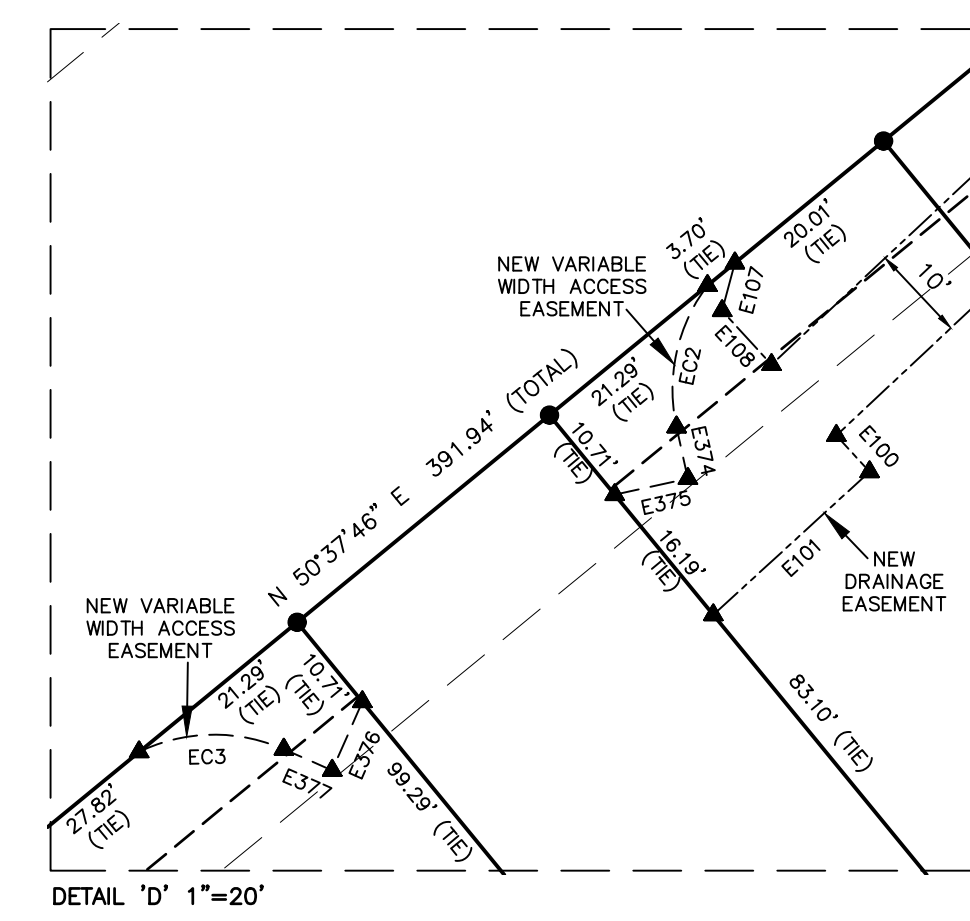 3.70'
(TIE)
20.01'
(TIE)
NEW VARIABLE
WIDTH ACCESS
EASEMENT
E107
10'
E108
EC2
21.29'
(TIE)
N 50°37'46" E 391.94' (TOTAL)
10.71'
(TIE)
E374
E100
E375
16.19'
(TIE)
E101
NEW
DRAINAGE
EASEMENT
NEW VARIABLE
WIDTH ACCESS
EASEMENT
21.29'
(TIE)
10.71'
(TIE)
83.10' (TIE)
EC3
E376
E377
99.29' (TIE)
27.82'
(TIE)
DETAIL 'D' 1"=20'